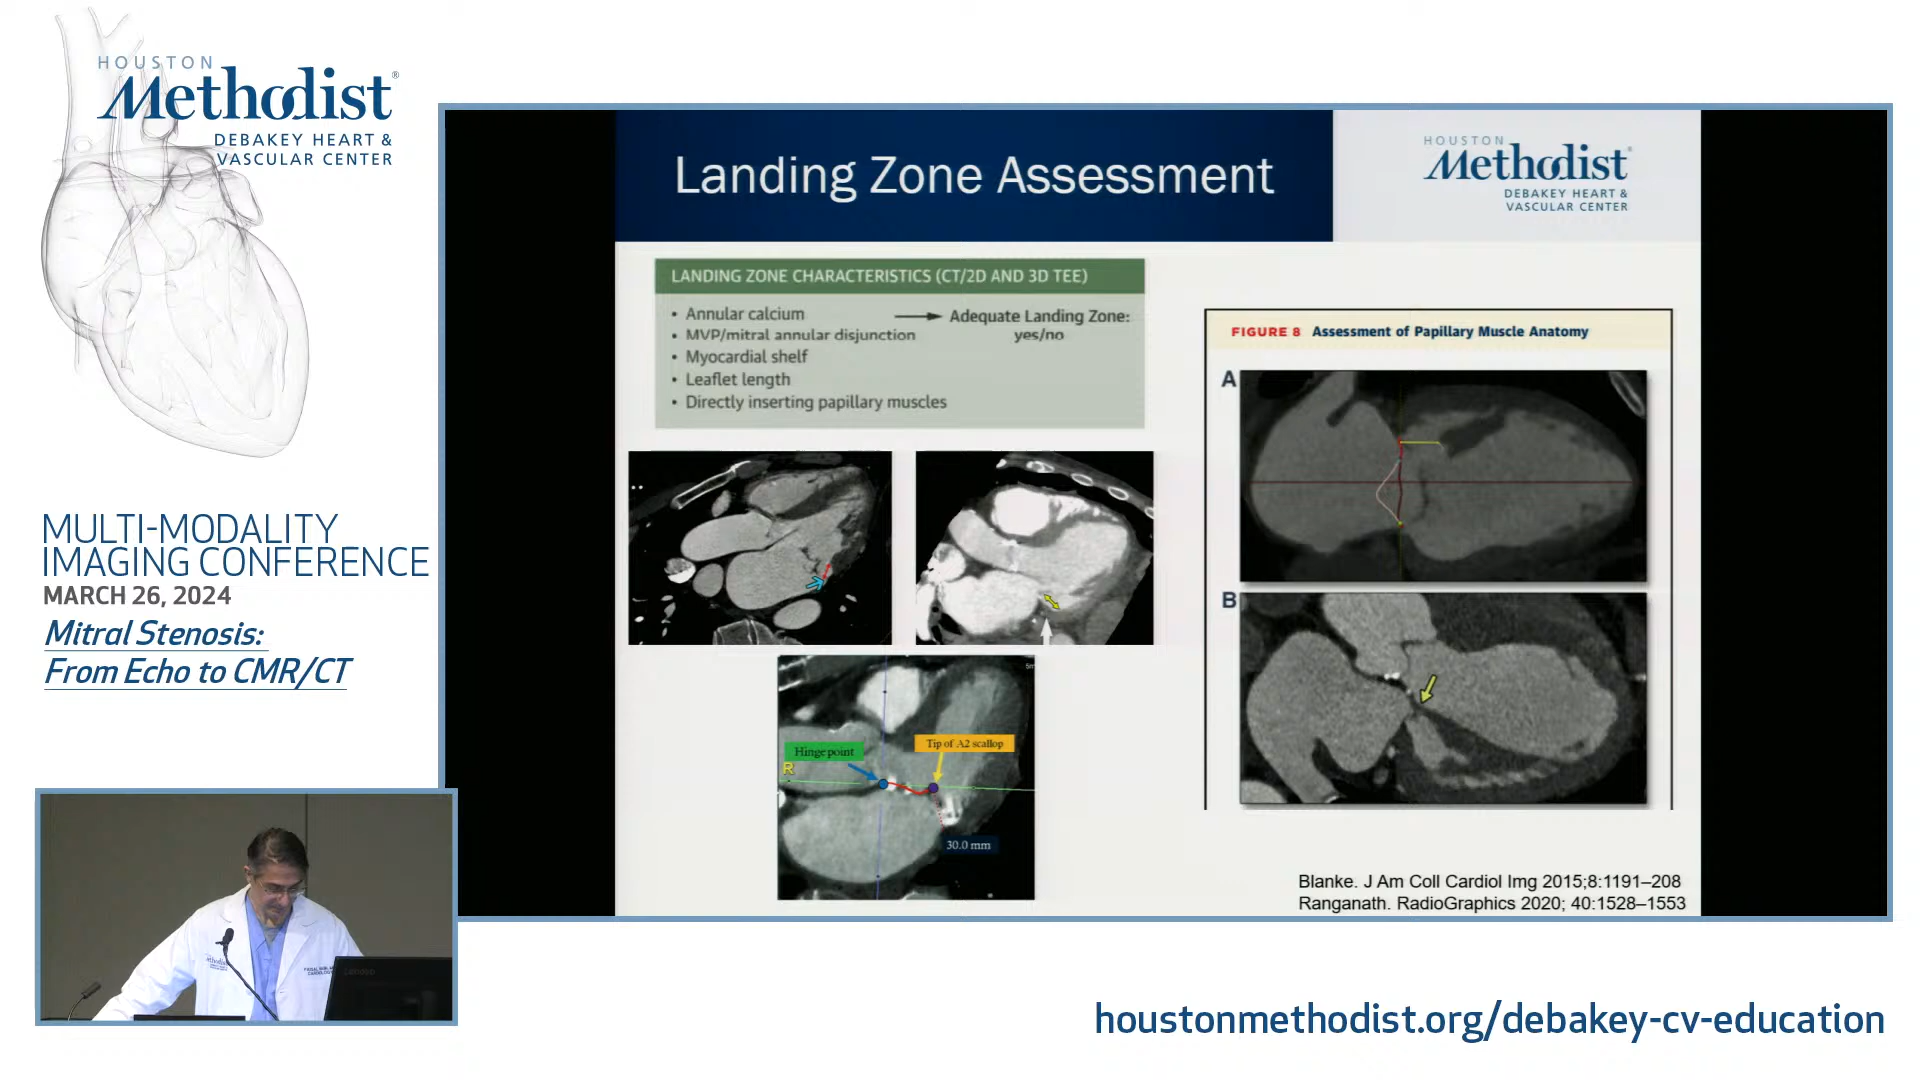 HOUSTON
Methodist®
DEBAKEY HEART &
VASCULAR CENTER
MULTI-MODALITY
IMAGING CONFERENCE
MARCH 26, 2024
Mitral Stenosis:
From Echo to CMR/CT
Landing Zone Assessment
HOUSTON
Methodist®
DEBAKEY HEART &
VASCULAR CENTER
LANDING ZONE CHARACTERISTICS (CT/2D AND 3D TEE)
• Annular calcium
• MVP/mitral annular disjunction
• Myocardial shelf
• Leaflet length
• Directly inserting papillary muscles
Adequate Landing Zone:
yes/no
FIGURE 8 Assessment of Papillary Muscle Anatomy
A
B
Hinge point
Tip of A2 scallop
R
30.0 mm
Blanke. J Am Coll Cardiol Img 2015;8:1191–208
Ranganath. RadioGraphics 2020; 40:1528–1553
Lenovo
houstonmethodist.org/debakey-cv-education